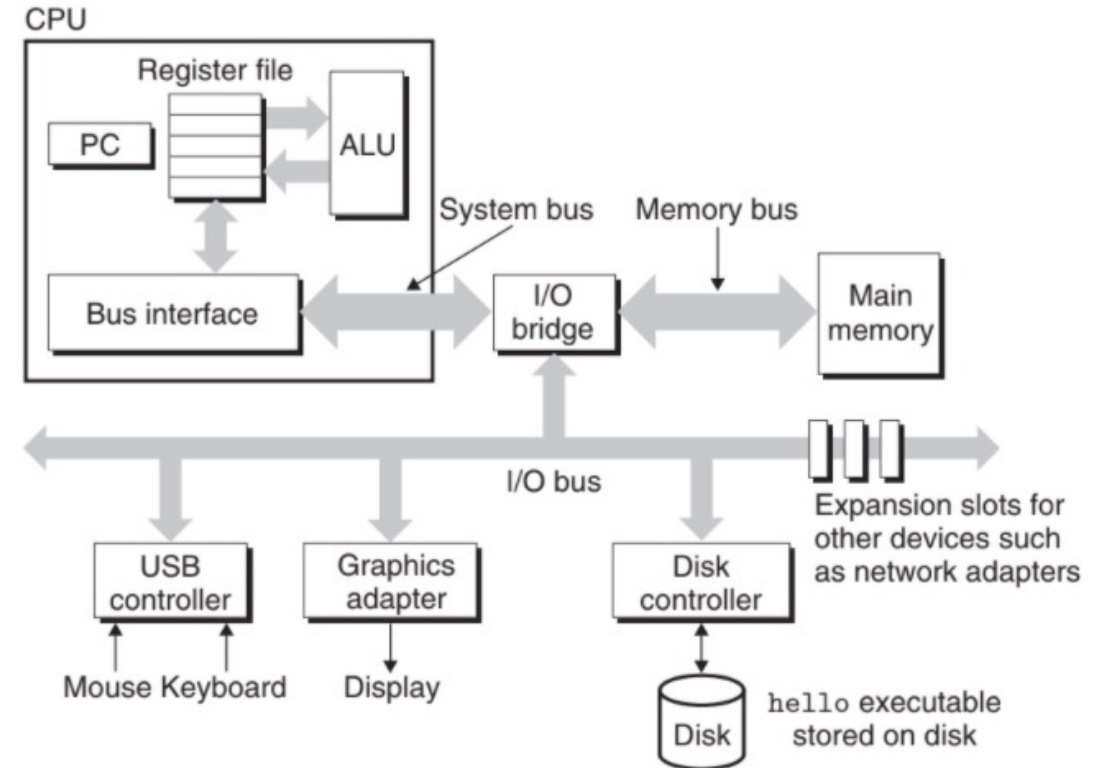 CPU
Register file
PC
ALU
System bus
Memory bus
Bus interface
I/O
bridge
Main
memory
I/O bus
Expansion slots for
other devices such
as network adapters
USB
controller
Graphics
adapter
Disk
controller
Mouse Keyboard
Display
Disk
hello executable
stored on disk